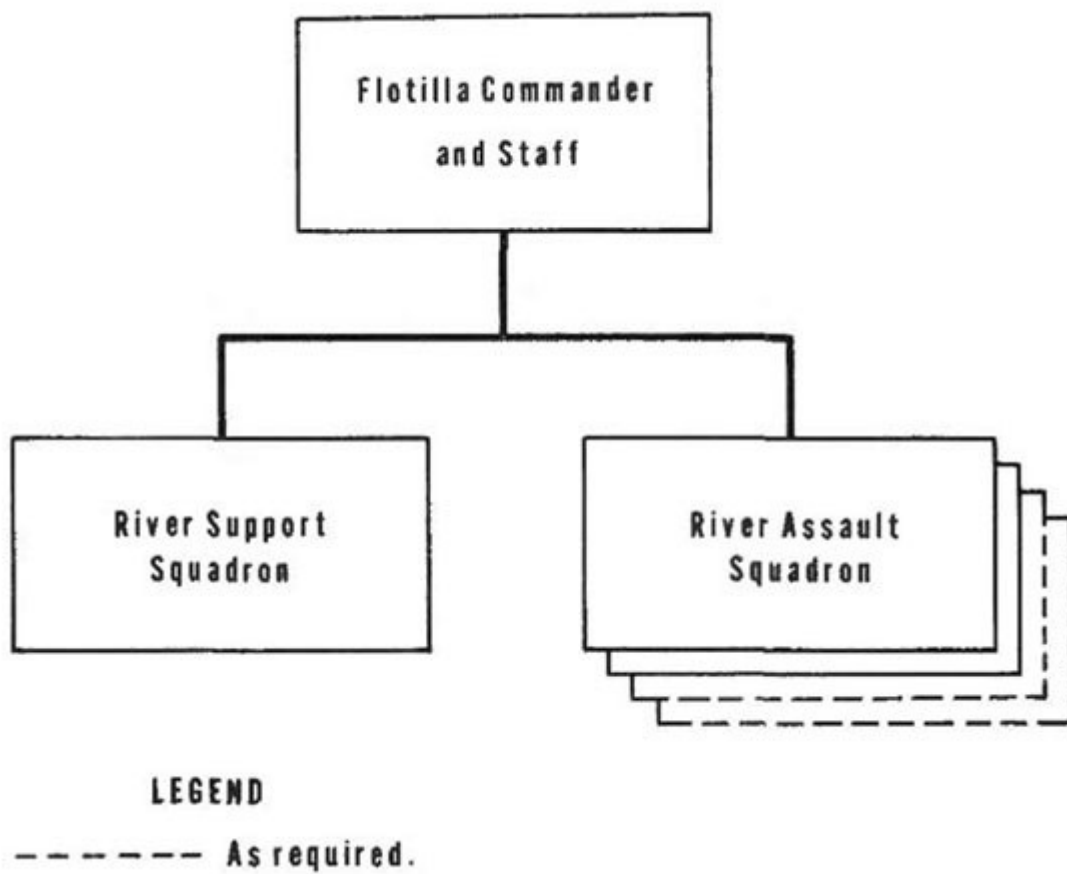 Flotilla Commander
and Staff
River Support
Squadron
River Assault
Squadron
LEGEND
As required.